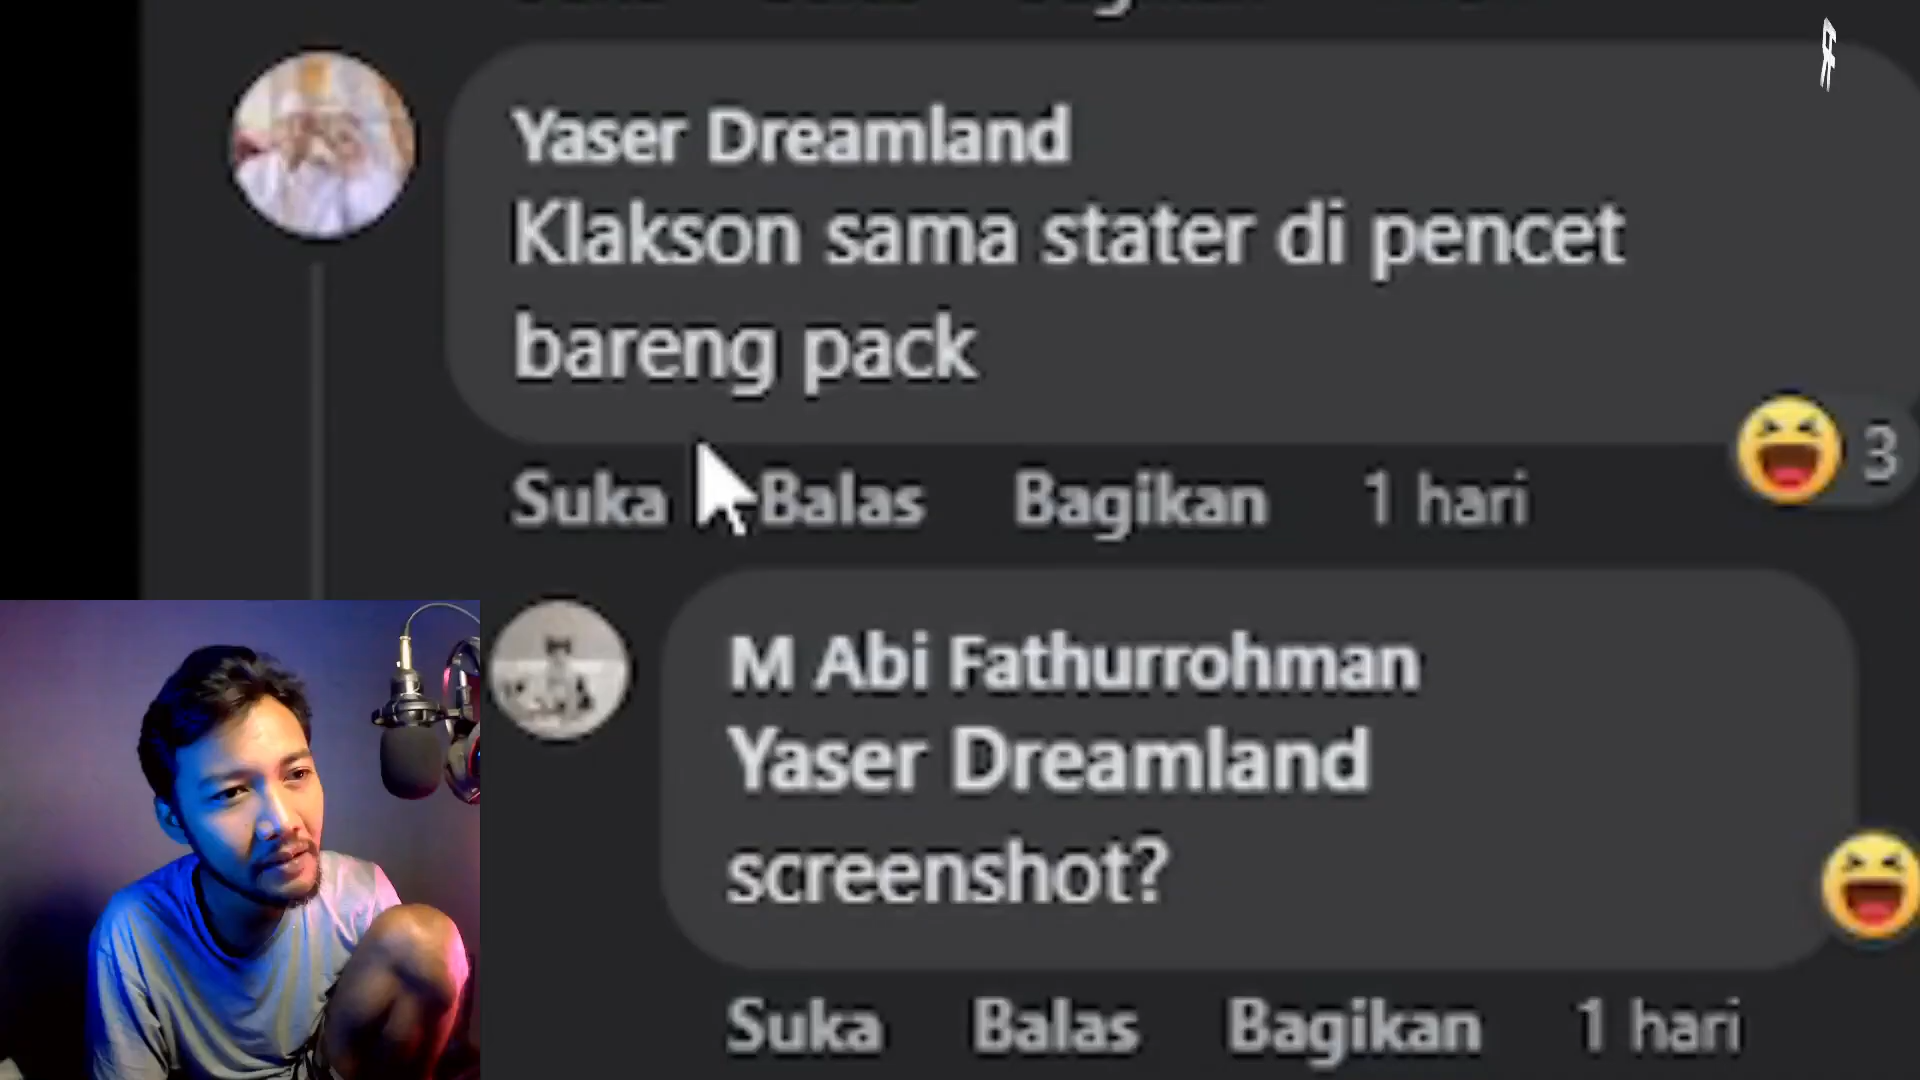 Yaser Dreamland
Klakson sama stater di pencet
bareng pack
3
Suka Balas Bagikan 1 hari
M Abi Fathurrohman
Yaser Dreamland
screenshot?
Suka Balas Bagikan 1 hari